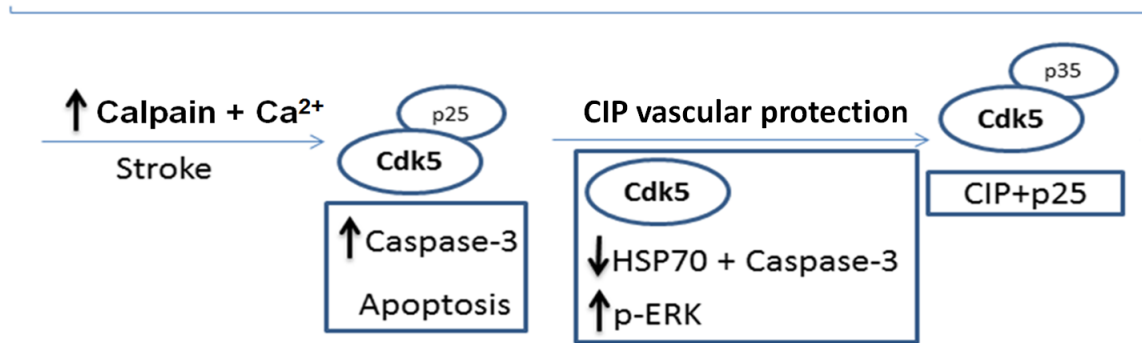 ↑ Calpain + Ca²⁺
Stroke
p25
Cdk5
↑ Caspase-3
Apoptosis
CIP vascular protection
Cdk5
↓ HSP70 + Caspase-3
↑ p-ERK
p35
Cdk5
CIP+p25